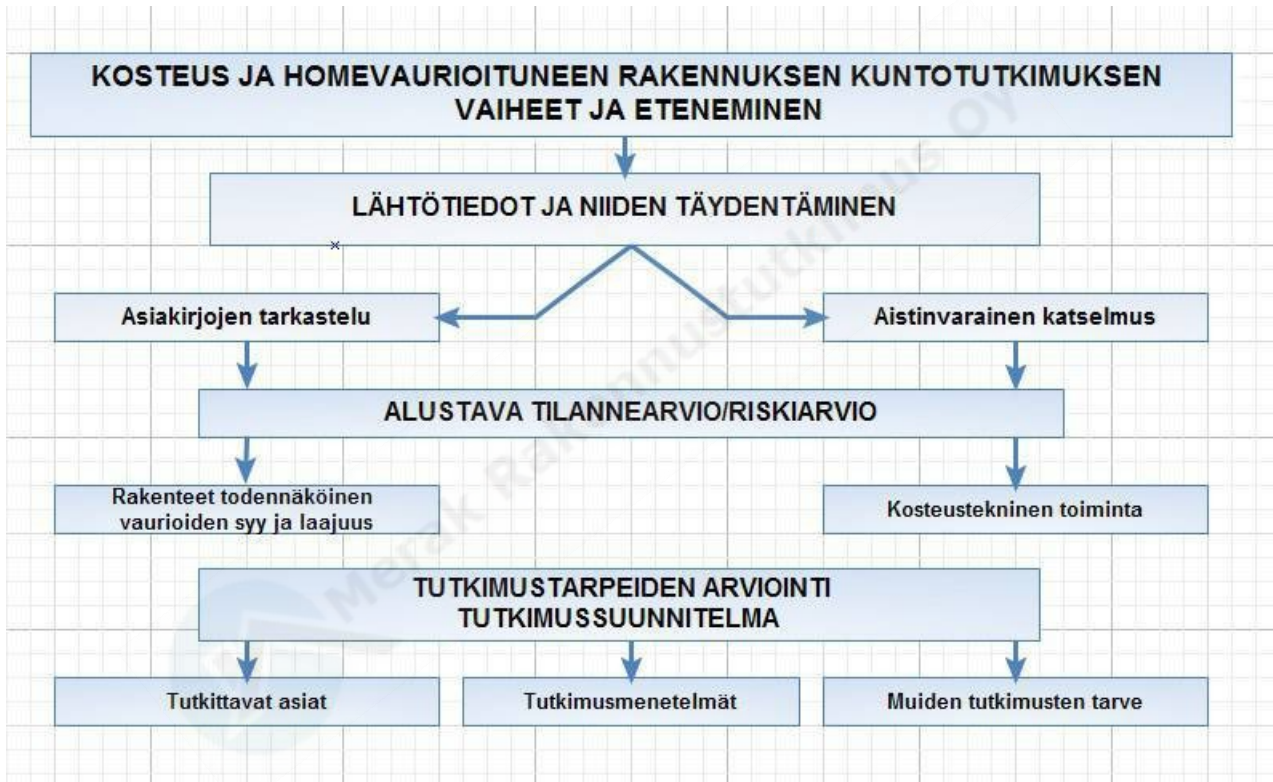 KOSTEUS JA HOMEVAURIOITUNEEN RAKENNUKSEN KUNTOTUTKIMUKSEN
VAIHEET JA ETENEMINEN
LÄHTÖTIEDOT JA NIIDEN TÄYDENTÄMINEN
Asiakirjojen tarkastelu
Aistinvarainen katselmus
ALUSTAVA TILANNEARVIO/RISKIARVIO
Rakenteet todennäköinen
vaurioiden syy ja laajuus
Kosteustekninen toiminta
TUTKIMUSTARPEIDEN ARVIOINTI
TUTKIMUSSUUNNITELMA
Tutkittavat asiat
Tutkimusmenetelmät
Muiden tutkimusten tarve
Merak Rakennustutkimus Oy